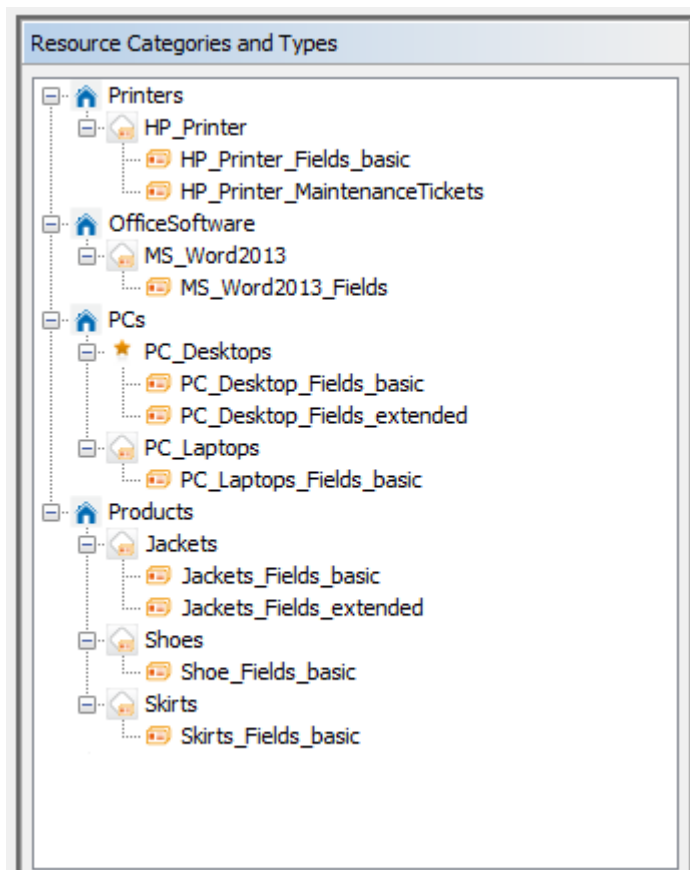 Resource Categories and Types
Printers
HP_Printer
HP_Printer_Fields_basic
HP_Printer_MaintenanceTickets
OfficeSoftware
MS_Word2013
MS_Word2013_Fields
PCs
PC_Desktops
PC_Desktop_Fields_basic
PC_Desktop_Fields_extended
PC_Laptops
PC_Laptops_Fields_basic
Products
Jackets
Jackets_Fields_basic
Jackets_Fields_extended
Shoes
Shoe_Fields_basic
Skirts
Skirts_Fields_basic